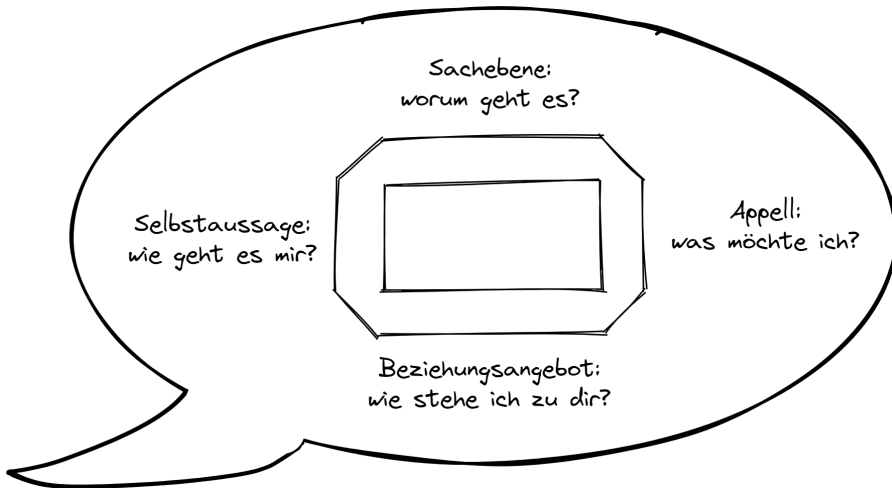 Sachebene:
worum geht es?
Selbstaussage:
wie geht es mir?
Appell:
was möchte ich?
Beziehungsangebot:
wie stehe ich zu dir?